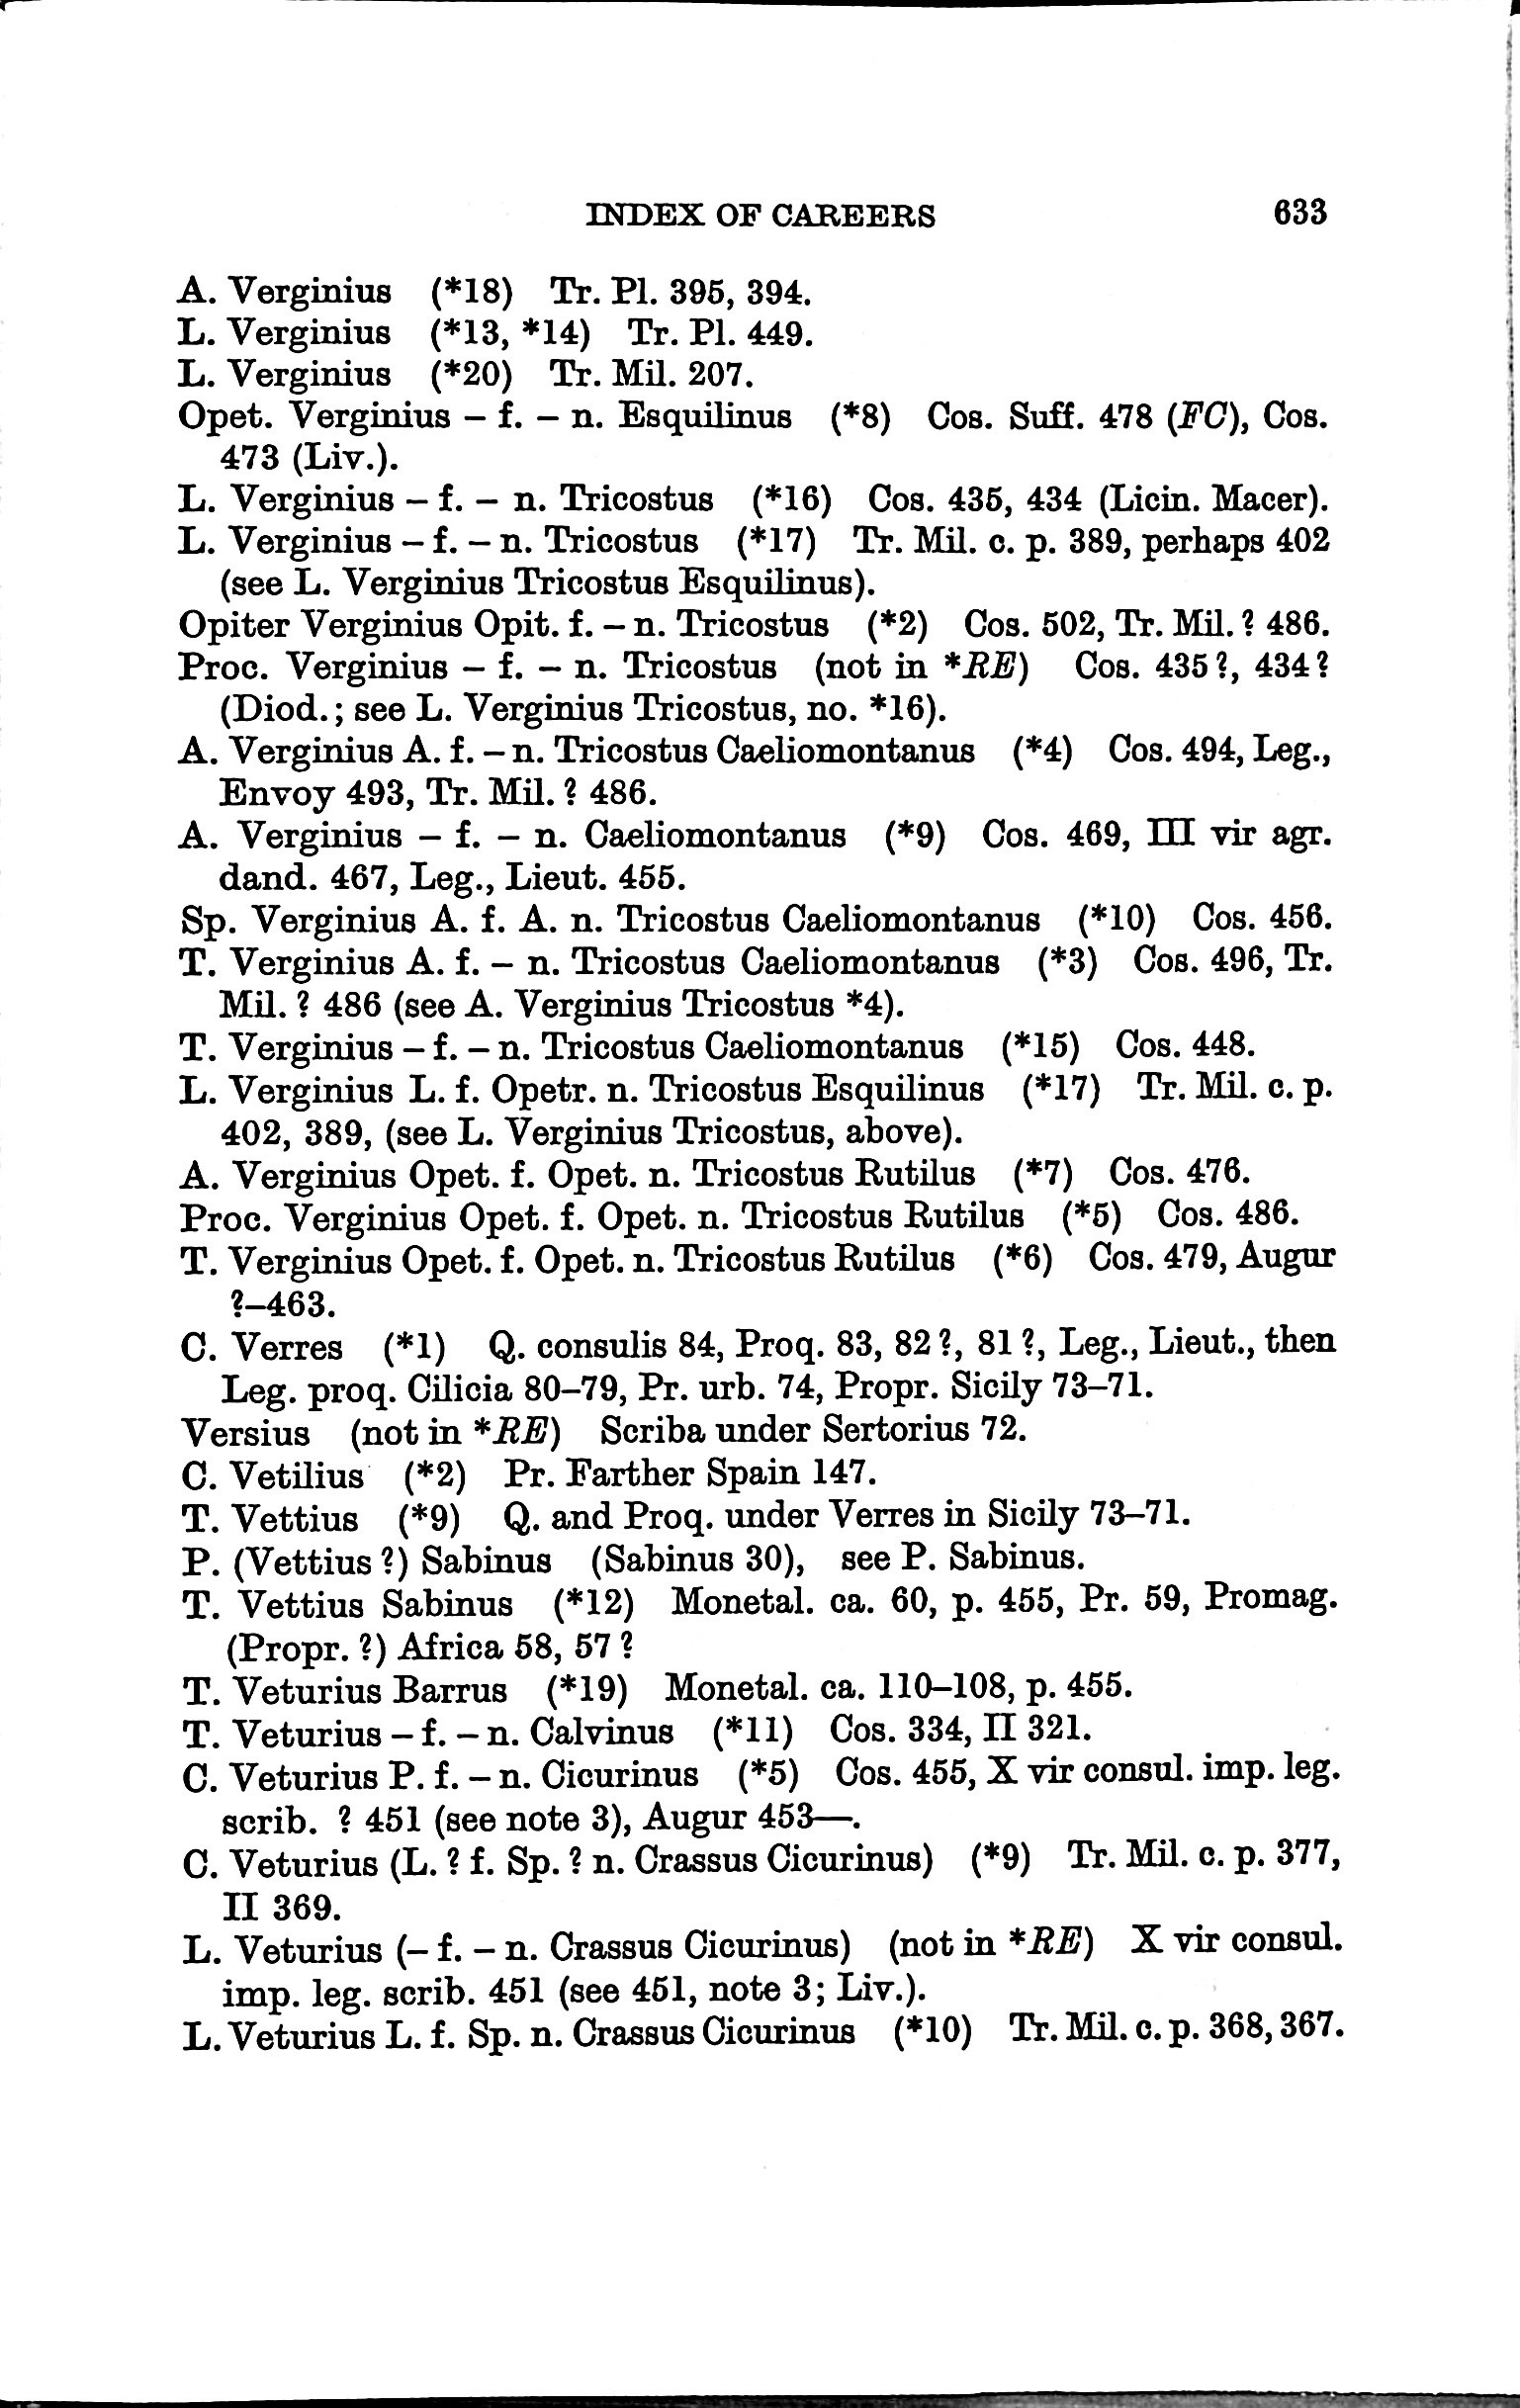 INDEX OF CAREERS 633
A. Verginius (*18) Tr. Pl. 395, 394.
L. Verginius (*13, *14) Tr. Pl. 449.
L. Verginius (*20) Tr. Mil. 207.
Opet. Verginius – f. – n. Esquilinus (*8) Cos. Suff. 478 (FC), Cos.
473 (Liv.).
L. Verginius – f. – n. Tricostus (*16) Cos. 435, 434 (Licin. Macer).
L. Verginius – f. – n. Tricostus (*17) Tr. Mil. c. p. 389, perhaps 402
(see L. Verginius Tricostus Esquilinus).
Opiter Verginius Opit. f. – n. Tricostus (*2) Cos. 502, Tr. Mil. ? 486.
Proc. Verginius – f. – n. Tricostus (not in *RE) Cos. 435 ?, 434 ?
(Diod.; see L. Verginius Tricostus, no. *16).
A. Verginius A. f. – n. Tricostus Caeliomontanus (*4) Cos. 494, Leg.,
Envoy 493, Tr. Mil. ? 486.
A. Verginius – f. – n. Caeliomontanus (*9) Cos. 469, III vir agr.
dand. 467, Leg., Lieut. 455.
Sp. Verginius A. f. A. n. Tricostus Caeliomontanus (*10) Cos. 456.
T. Verginius A. f. – n. Tricostus Caeliomontanus (*3) Cos. 496, Tr.
Mil. ? 486 (see A. Verginius Tricostus *4).
T. Verginius – f. – n. Tricostus Caeliomontanus (*15) Cos. 448.
L. Verginius L. f. Opetr. n. Tricostus Esquilinus (*17) Tr. Mil. c. p.
402, 389, (see L. Verginius Tricostus, above).
A. Verginius Opet. f. Opet. n. Tricostus Rutilus (*7) Cos. 476.
Proc. Verginius Opet. f. Opet. n. Tricostus Rutilus (*5) Cos. 486.
T. Verginius Opet. f. Opet. n. Tricostus Rutilus (*6) Cos. 479, Augur
?–463.
C. Verres (*1) Q. consulis 84, Proq. 83, 82 ?, 81 ?, Leg., Lieut., then
Leg. proq. Cilicia 80–79, Pr. urb. 74, Propr. Sicily 73–71.
Versius (not in *RE) Scriba under Sertorius 72.
C. Vetilius (*2) Pr. Farther Spain 147.
T. Vettius (*9) Q. and Proq. under Verres in Sicily 73–71.
P. (Vettius ?) Sabinus (Sabinus 30), see P. Sabinus.
T. Vettius Sabinus (*12) Monetal. ca. 60, p. 455, Pr. 59, Promag.
(Propr. ?) Africa 58, 57 ?
T. Veturius Barrus (*19) Monetal. ca. 110–108, p. 455.
T. Veturius – f. – n. Calvinus (*11) Cos. 334, II 321.
C. Veturius P. f. – n. Cicurinus (*5) Cos. 455, X vir consul. imp. leg.
scrib. ? 451 (see note 3), Augur 453—.
C. Veturius (L. ? f. Sp. ? n. Crassus Cicurinus) (*9) Tr. Mil. c. p. 377,
II 369.
L. Veturius (– f. – n. Crassus Cicurinus) (not in *RE) X vir consul.
imp. leg. scrib. 451 (see 451, note 3; Liv.).
L. Veturius L. f. Sp. n. Crassus Cicurinus (*10) Tr. Mil. c. p. 368, 367.